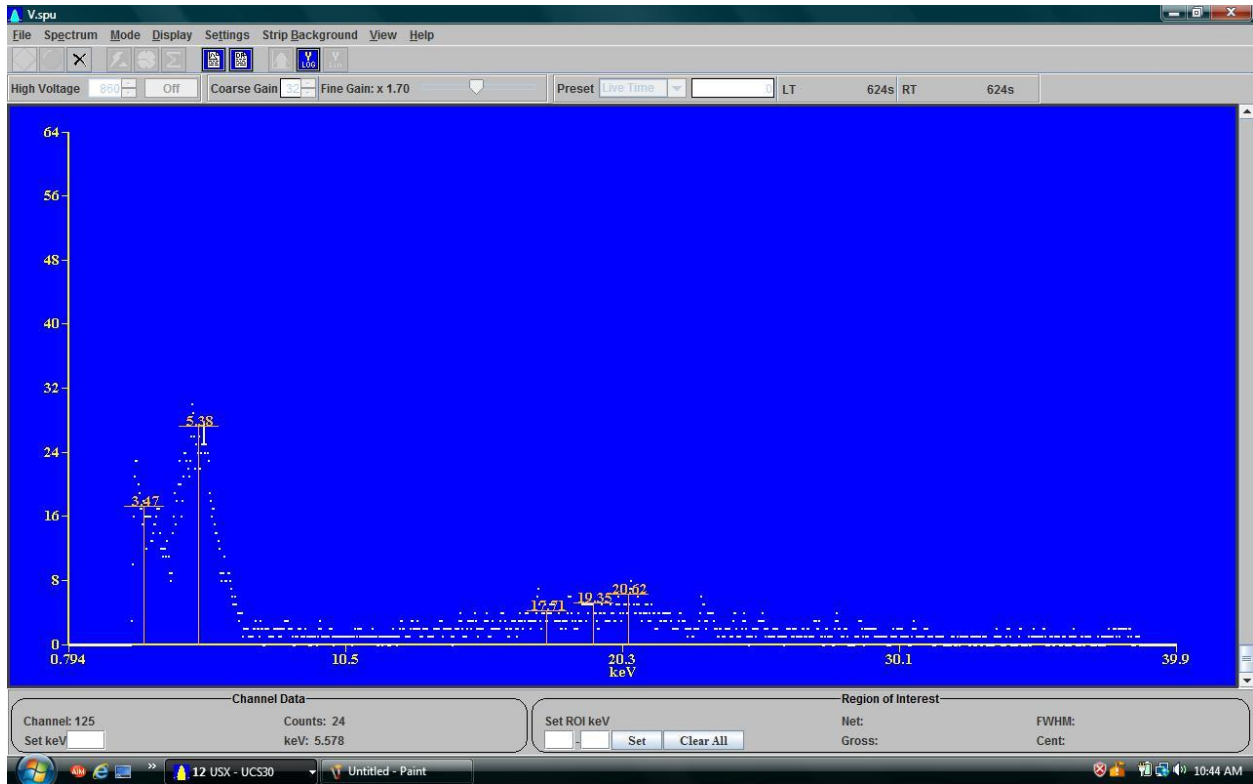 V.spu
File Spectrum Mode Display Settings Strip Background View Help
Y LOG
High Voltage 860 Off Coarse Gain 32 Fine Gain: x 1.70 Preset Live Time 0 LT 624s RT 624s
64
56
48
40
32
5.38
24
3.47
16
8
17.71 19.35 20.62
0
0.794 10.5 20.3 30.1 39.9
keV
Channel Data
Channel: 125 Counts: 24
Set keV keV: 5.578
Region of Interest
Set ROI keV Net: FWHM:
- Set Clear All Gross: Cent:
12 USX - UCS30 Untitled - Paint 10:44 AM